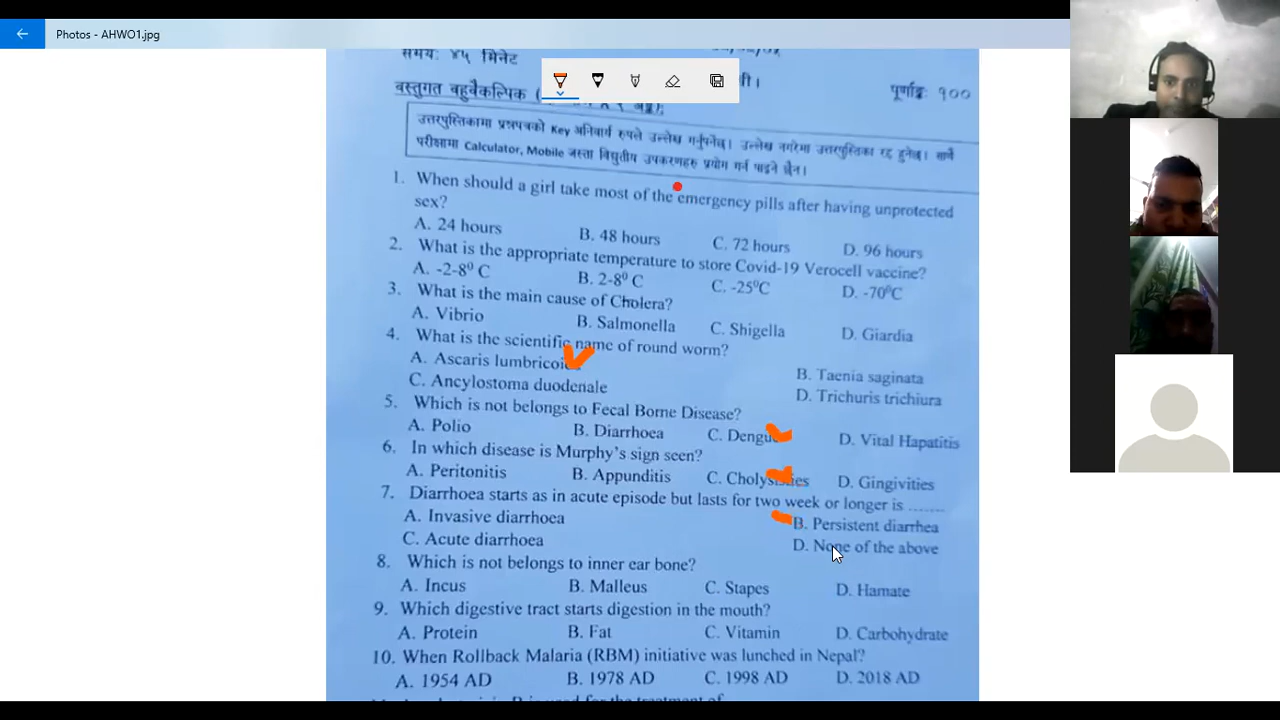 Photos - AHWO1.jpg
समय: ४५ मिनेट
पूर्णाङ्क: १००
वस्तुगत बहुवैकल्पिक (
उत्तरपुस्तिकामा प्रश्नपत्रको Key अनिवार्य रुपले उल्लेख गर्नुपर्नेछ। उल्लेख नगरेमा उत्तरपुस्तिका रद्द हुनेछ। साथै
परीक्षामा Calculator, Mobile जस्ता विद्युतीय उपकरणहरु प्रयोग गर्न पाइने छैन।
1. When should a girl take most of the emergency pills after having unprotected
sex?
A. 24 hours B. 48 hours C. 72 hours D. 96 hours
2. What is the appropriate temperature to store Covid-19 Verocell vaccine?
A. -2-8⁰ C B. 2-8⁰ C C. -25⁰C D. -70⁰C
3. What is the main cause of Cholera?
A. Vibrio B. Salmonella C. Shigella D. Giardia
4. What is the scientific name of round worm?
A. Ascaris B. Taenia saginata
C. Ancylostoma duodenale D. Trichuris trichiura
5. Which is not belongs to Fecal Borne Disease?
A. Polio B. Diarrhoea C. Dengue D. Vital Hapatitis
6. In which disease is Murphy's sign seen?
A. Peritonitis B. Appunditis C. D. Gingivities
7. Diarrhoea starts as in acute episode but lasts for two week or longer is .......
A. Invasive diarrhoea B. Persistent diarrhea
C. Acute diarrhoea D. None of the above
8. Which is not belongs to inner ear bone?
A. Incus B. Malleus C. Stapes D. Hamate
9. Which digestive tract starts digestion in the mouth?
A. Protein B. Fat C. Vitamin D. Carbohydrate
10. When Rollback Malaria (RBM) initiative was lunched in Nepal?
A. 1954 AD B. 1978 AD C. 1998 AD D. 2018 AD